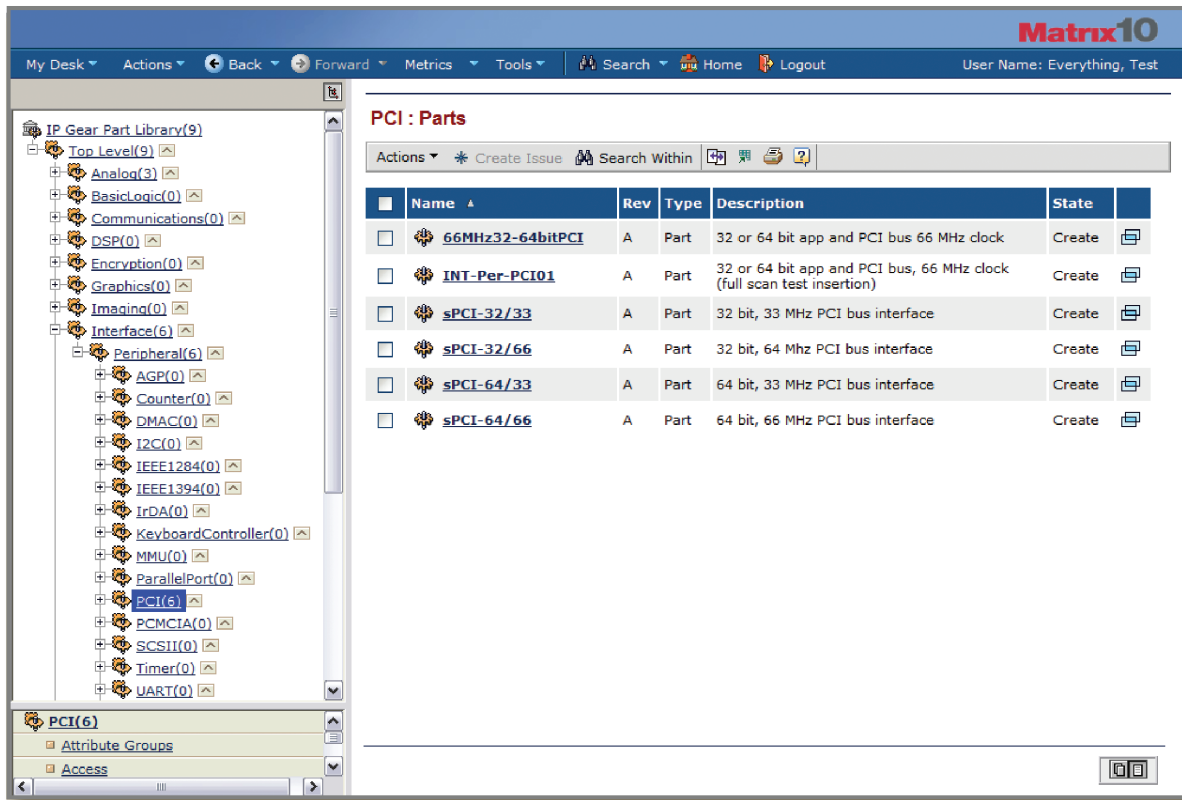 Matrix10
My Desk Actions Back Forward Metrics Tools Search Home Logout User Name: Everything, Test
IP Gear Part Library(9)
Top Level(9)
Analog(3)
BasicLogic(0)
Communications(0)
DSP(0)
Encryption(0)
Graphics(0)
Imaging(0)
Interface(6)
Peripheral(6)
AGP(0)
Counter(0)
DMAC(0)
I2C(0)
IEEE1284(0)
IEEE1394(0)
IrDA(0)
KeyboardController(0)
MMU(0)
ParallelPort(0)
PCI(6)
PCMCIA(0)
SCSII(0)
Timer(0)
UART(0)
PCI(6)
Attribute Groups
Access
PCI : Parts
Actions Create Issue Search Within
Name Rev Type Description State
66MHz32-64bitPCI A Part 32 or 64 bit app and PCI bus 66 MHz clock Create
INT-Per-PCI01 A Part 32 or 64 bit app and PCI bus, 66 MHz clock Create
(full scan test insertion)
sPCI-32/33 A Part 32 bit, 33 MHz PCI bus interface Create
sPCI-32/66 A Part 32 bit, 64 Mhz PCI bus interface Create
sPCI-64/33 A Part 64 bit, 33 MHz PCI bus interface Create
sPCI-64/66 A Part 64 bit, 66 MHz PCI bus interface Create